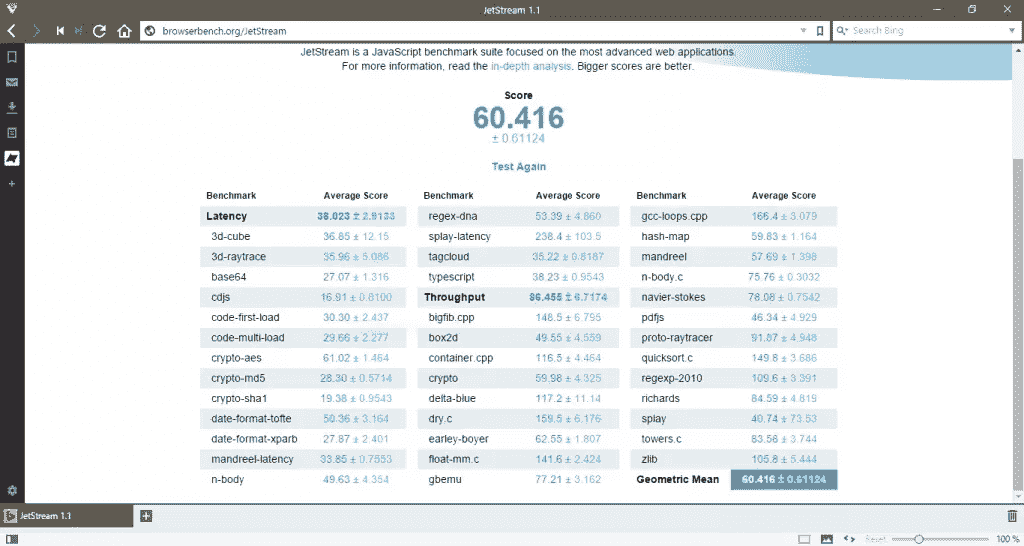 JetStream 1.1
browserbench.org/JetStream
Search Bing
JetStream is a JavaScript benchmark suite focused on the most advanced web applications.
For more information, read the in-depth analysis. Bigger scores are better.
Score
60.416
± 0.61124
Test Again
Benchmark Average Score
Latency 38.023 ± 2.9133
3d-cube 36.85 ± 12.15
3d-raytrace 35.96 ± 5.086
base64 27.07 ± 1.316
cdjs 16.91 ± 0.8100
code-first-load 30.30 ± 2.437
code-multi-load 29.66 ± 2.277
crypto-aes 61.02 ± 1.464
crypto-md5 28.30 ± 0.5714
crypto-sha1 19.38 ± 0.9543
date-format-tofte 50.36 ± 3.164
date-format-xparb 27.87 ± 2.401
mandreel-latency 33.85 ± 0.7553
n-body 49.63 ± 4.354
Benchmark Average Score
regex-dna 53.39 ± 4.860
splay-latency 238.4 ± 103.5
tagcloud 35.22 ± 0.8187
typescript 38.23 ± 0.9543
Throughput 86.455 ± 6.7174
bigfib.cpp 148.5 ± 6.795
box2d 49.55 ± 4.559
container.cpp 116.5 ± 4.464
crypto 59.98 ± 4.325
delta-blue 117.2 ± 11.14
dry.c 159.5 ± 6.176
earley-boyer 62.55 ± 1.807
float-mm.c 141.6 ± 2.424
gbemu 77.21 ± 3.162
Benchmark Average Score
gcc-loops.cpp 166.4 ± 3.079
hash-map 59.83 ± 1.164
mandreel 57.69 ± 1.398
n-body.c 75.76 ± 0.3032
navier-stokes 78.08 ± 0.7542
pdfjs 46.34 ± 4.929
proto-raytracer 91.87 ± 4.948
quicksort.c 149.8 ± 3.686
regexp-2010 109.6 ± 3.391
richards 84.59 ± 4.819
splay 40.74 ± 73.53
towers.c 83.56 ± 3.744
zlib 105.8 ± 5.444
Geometric Mean 60.416 ± 0.61124
JetStream 1.1
Reset 100 %